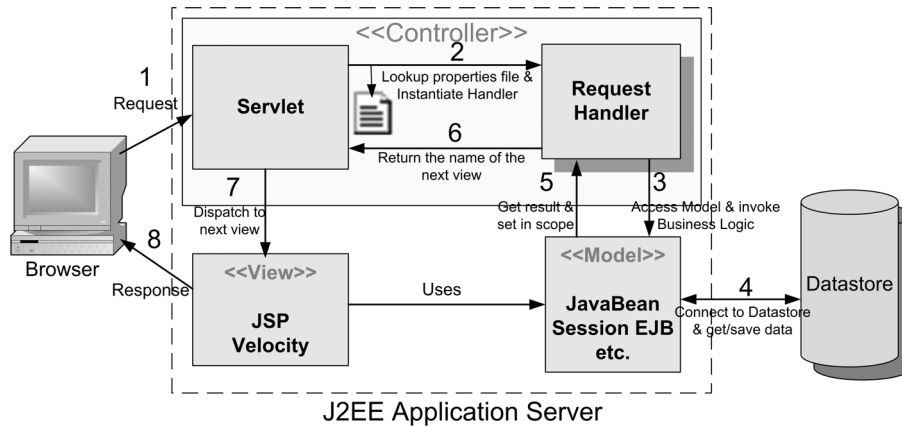 <<Controller>>
1
Request
Servlet
2
Lookup properties file &
Instantiate Handler
Request
Handler
6
Return the name of the
next view
7
Dispatch to
next view
5
Get result &
set in scope
3
Access Model & invoke
Business Logic
8
Browser
Response
<<View>>
JSP
Velocity
Uses
<<Model>>
JavaBean
Session EJB
etc.
4
Connect to Datastore
& get/save data
Datastore
J2EE Application Server